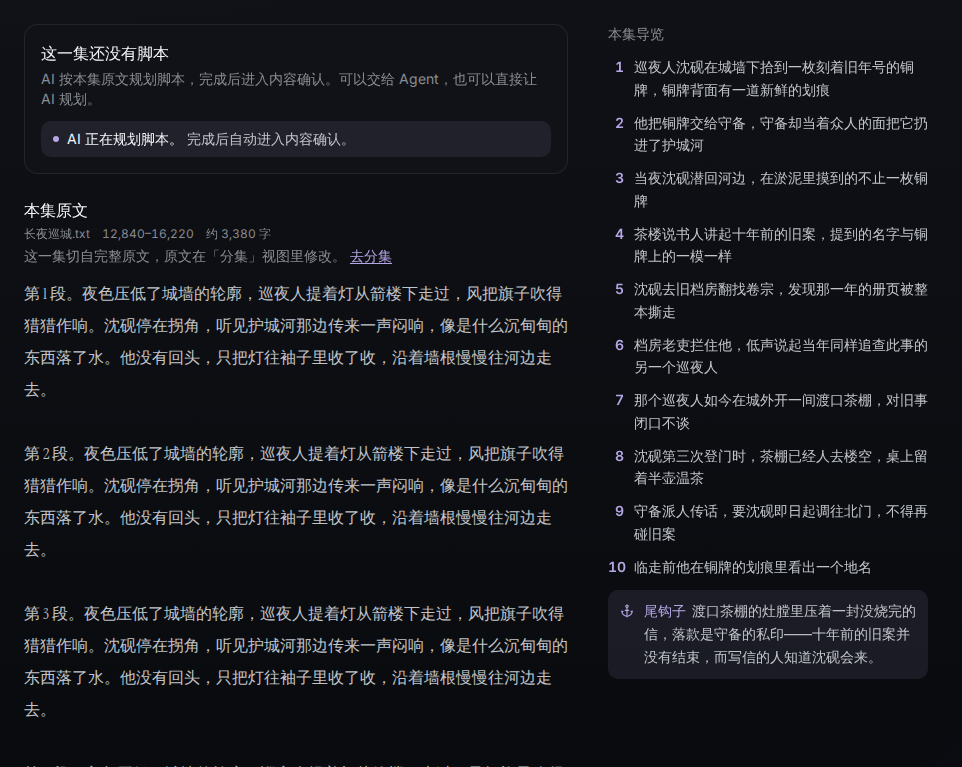 这一集还没有脚本
AI 按本集原文规划脚本，完成后进入内容确认。可以交给 Agent，也可以直接让
AI 规划。
AI 正在规划脚本。 完成后自动进入内容确认。
本集原文
长夜巡城.txt 12,840–16,220 约 3,380 字
这一集切自完整原文，原文在「分集」视图里修改。 去分集
第1段。夜色压低了城墙的轮廓，巡夜人提着灯从箭楼下走过，风把旗子吹得
猎猎作响。沈砚停在拐角，听见护城河那边传来一声闷响，像是什么沉甸甸的
东西落了水。他没有回头，只把灯往袖子里收了收，沿着墙根慢慢往河边走
去。
第2段。夜色压低了城墙的轮廓，巡夜人提着灯从箭楼下走过，风把旗子吹得
猎猎作响。沈砚停在拐角，听见护城河那边传来一声闷响，像是什么沉甸甸的
东西落了水。他没有回头，只把灯往袖子里收了收，沿着墙根慢慢往河边走
去。
第3段。夜色压低了城墙的轮廓，巡夜人提着灯从箭楼下走过，风把旗子吹得
猎猎作响。沈砚停在拐角，听见护城河那边传来一声闷响，像是什么沉甸甸的
东西落了水。他没有回头，只把灯往袖子里收了收，沿着墙根慢慢往河边走
去。
本集导览
1 巡夜人沈砚在城墙下拾到一枚刻着旧年号的铜
牌，铜牌背面有一道新鲜的划痕
2 他把铜牌交给守备，守备却当着众人的面把它扔
进了护城河
3 当夜沈砚潜回河边，在淤泥里摸到的不止一枚铜
牌
4 茶楼说书人讲起十年前的旧案，提到的名字与铜
牌上的一模一样
5 沈砚去旧档房翻找卷宗，发现那一年的册页被整
本撕走
6 档房老吏拦住他，低声说起当年同样追查此事的
另一个巡夜人
7 那个巡夜人如今在城外开一间渡口茶棚，对旧事
闭口不谈
8 沈砚第三次登门时，茶棚已经人去楼空，桌上留
着半壶温茶
9 守备派人传话，要沈砚即日起调往北门，不得再
碰旧案
10 临走前他在铜牌的划痕里看出一个地名
尾钩子 渡口茶棚的灶膛里压着一封没烧完的
信，落款是守备的私印——十年前的旧案并
没有结束，而写信的人知道沈砚会来。